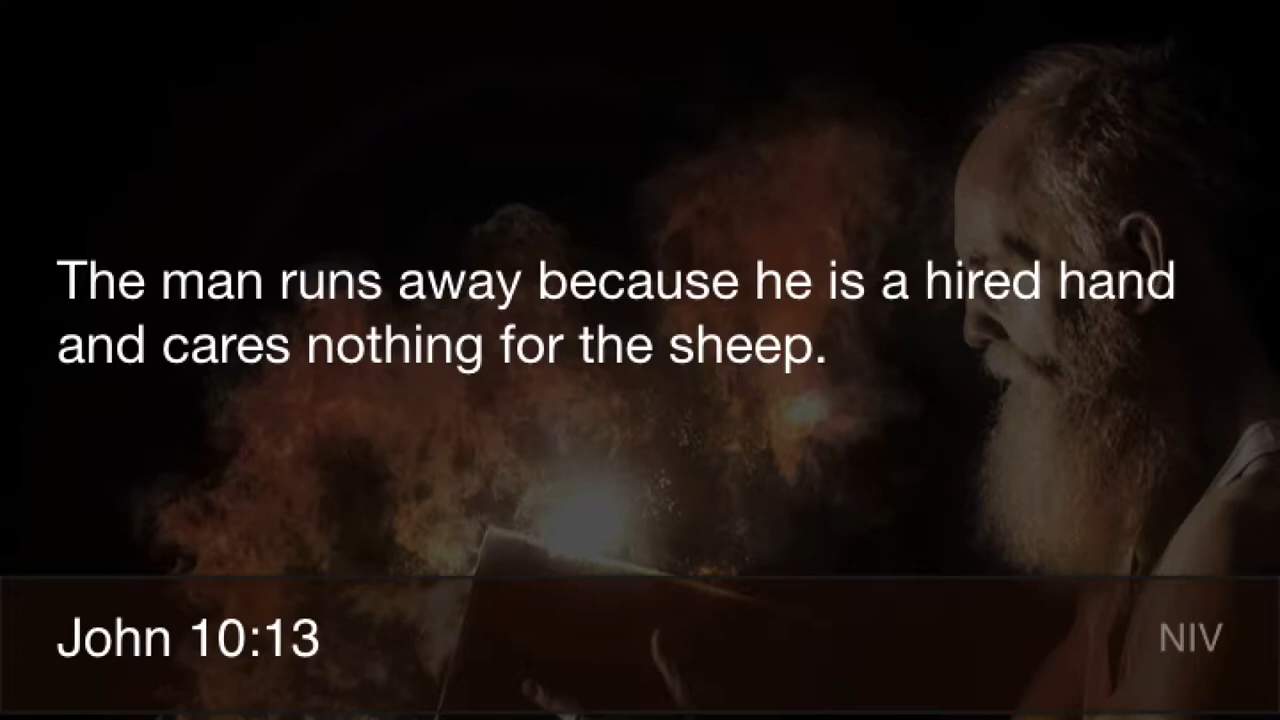 The man runs away because he is a hired hand
and cares nothing for the sheep.
John 10:13
NIV